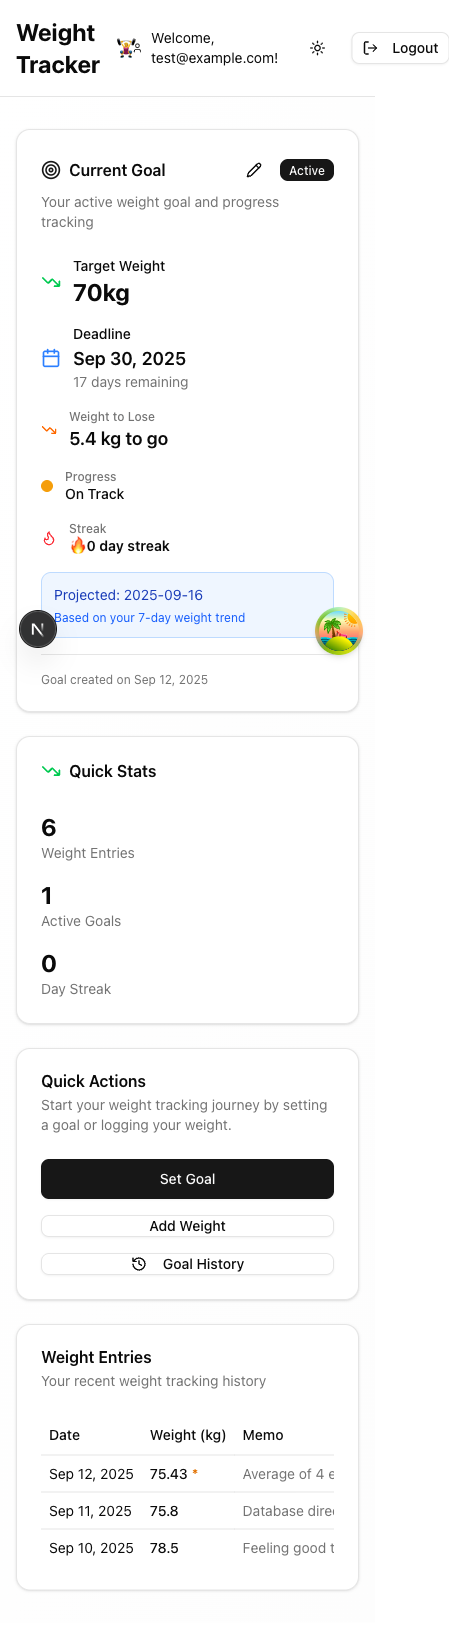 Weight
Tracker
Welcome,
test@example.com!
Logout
Current Goal
Active
Your active weight goal and progress
tracking
Target Weight
70kg
Deadline
Sep 30, 2025
17 days remaining
Weight to Lose
5.4 kg to go
Progress
On Track
Streak
🔥0 day streak
Projected: 2025-09-16
Based on your 7-day weight trend
N
Goal created on Sep 12, 2025
Quick Stats
6
Weight Entries
1
Active Goals
0
Day Streak
Quick Actions
Start your weight tracking journey by setting
a goal or logging your weight.
Set Goal
Add Weight
Goal History
Weight Entries
Your recent weight tracking history
Date Weight (kg) Memo
Sep 12, 2025 75.43 * Average of 4 e
Sep 11, 2025 75.8 Database dire
Sep 10, 2025 78.5 Feeling good t